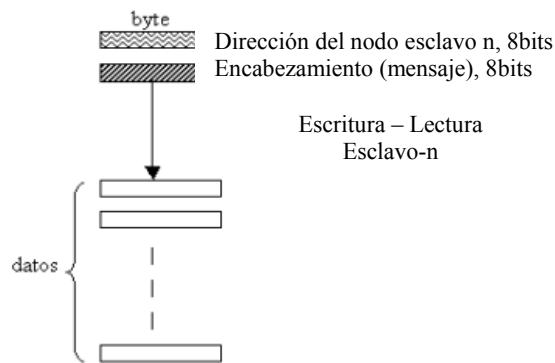 byte
Dirección del nodo esclavo n, 8bits
Encabezamiento (mensaje), 8bits
Escritura – Lectura
Esclavo-n
datos